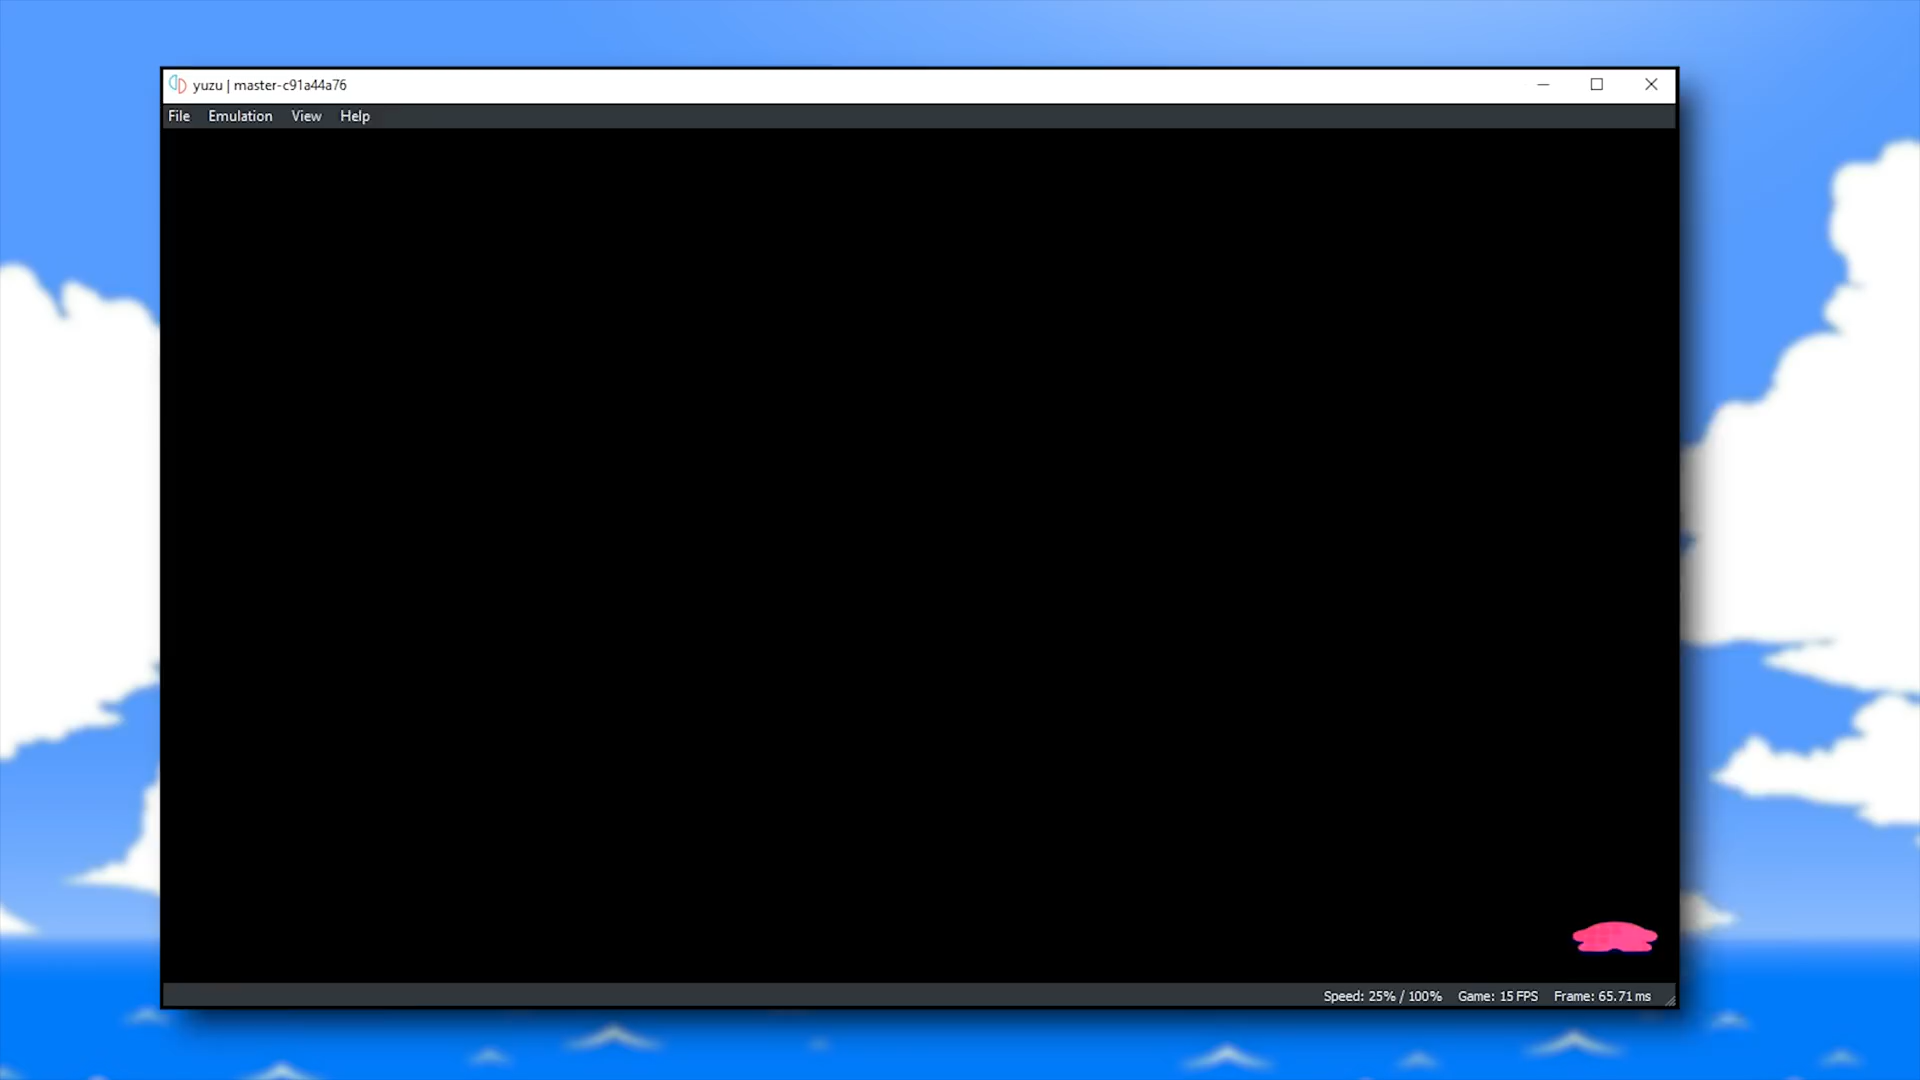 yuzu | master-c91a44a76
File Emulation View Help
Speed: 25% / 100% Game: 15 FPS Frame: 65.71 ms